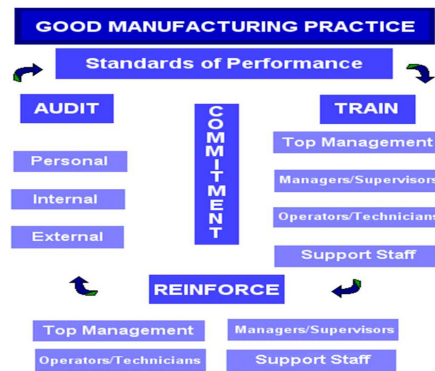 GOOD MANUFACTURING PRACTICE
Standards of Performance
AUDIT
Personal
Internal
External
COMMITMENT
TRAIN
Top Management
Managers/Supervisors
Operators/Technicians
Support Staff
REINFORCE
Top Management
Managers/Supervisors
Operators/Technicians
Support Staff